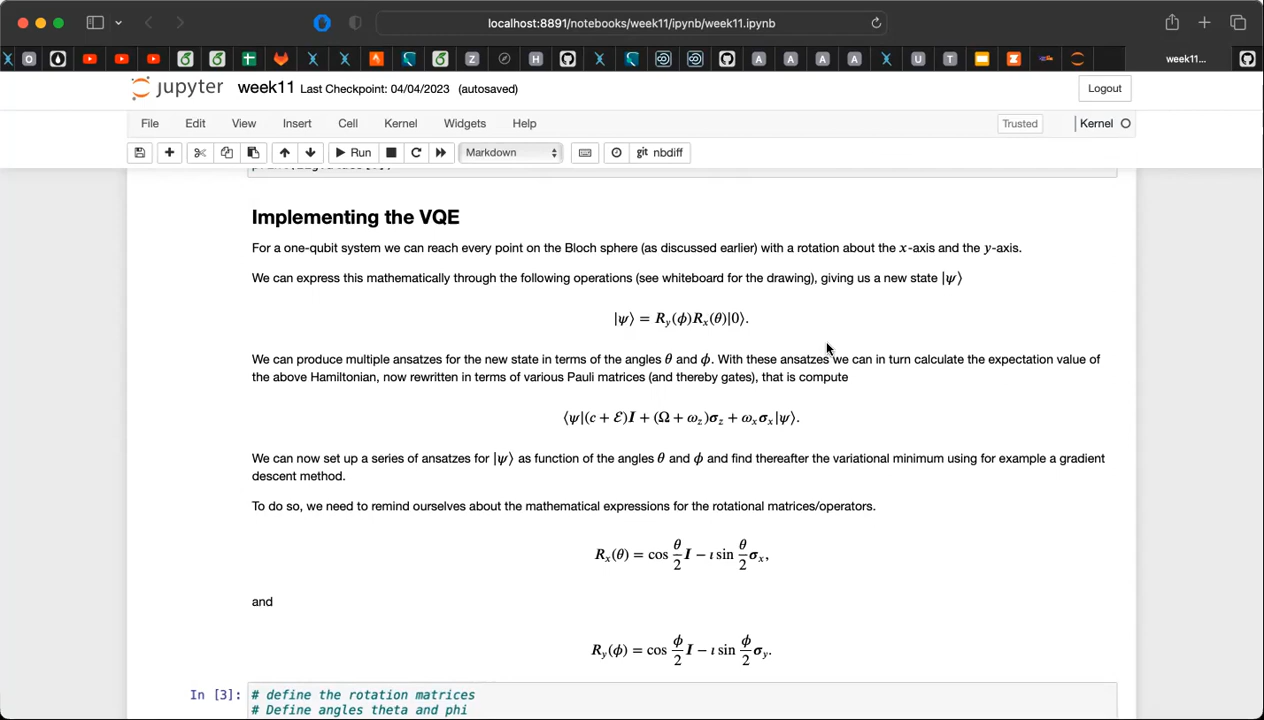 localhost:8891/notebooks/week11/ipynb/week11.ipynb
week11...
jupyter week11 Last Checkpoint: 04/04/2023 (autosaved)
Logout
File Edit View Insert Cell Kernel Widgets Help
Trusted Kernel
Run Markdown git nbdiff
Implementing the VQE
For a one-qubit system we can reach every point on the Bloch sphere (as discussed earlier) with a rotation about the x-axis and the y-axis.
We can express this mathematically through the following operations (see whiteboard for the drawing), giving us a new state |ψ⟩
|ψ⟩ = R_y(ϕ)R_x(θ)|0⟩.
We can produce multiple ansatzes for the new state in terms of the angles θ and ϕ. With these ansatzes we can in turn calculate the expectation value of
the above Hamiltonian, now rewritten in terms of various Pauli matrices (and thereby gates), that is compute
⟨ψ|(c + ℰ)I + (Ω + ω_z)σ_z + ω_xσ_x|ψ⟩.
We can now set up a series of ansatzes for |ψ⟩ as function of the angles θ and ϕ and find thereafter the variational minimum using for example a gradient
descent method.
To do so, we need to remind ourselves about the mathematical expressions for the rotational matrices/operators.
R_x(θ) = cos θ/2 I − ı sin θ/2 σ_x,
and
R_y(ϕ) = cos ϕ/2 I − ı sin ϕ/2 σ_y.
In [3]: # define the rotation matrices
# Define angles theta and phi